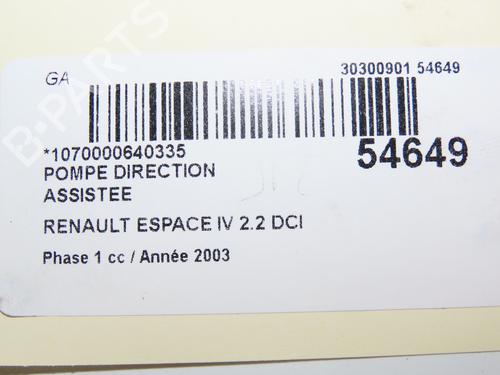 GA
30300901 54649
*1070000640335
54649
POMPE DIRECTION
ASSISTEE
RENAULT ESPACE IV 2.2 DCI
Phase 1 cc / Année 2003
B-PARTS